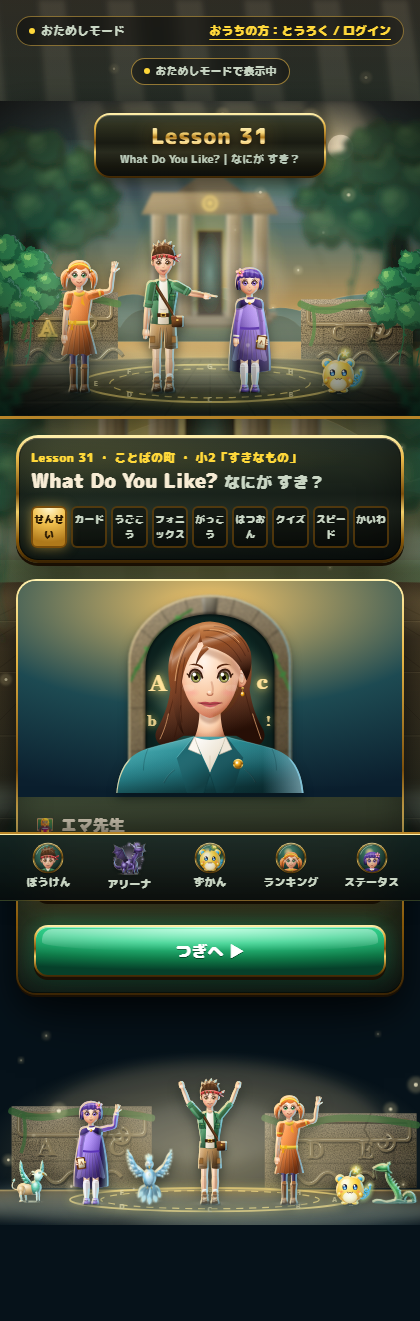 おためしモード
おうちの方：とうろく / ログイン
おためしモードで表示中
Lesson 31
What Do You Like? | なにが すき？
A
C
Lesson 31 ・ ことばの町 ・ 小2「すきなもの」
What Do You Like? なにが すき？
せんせい
カード
うごこう
フォニックス
がっこう
はつおん
クイズ
スピード
かいわ
A
c
b
!
エマ先生
ぼうけん
アリーナ
ずかん
ランキング
ステータス
つぎへ ▶
A
D E